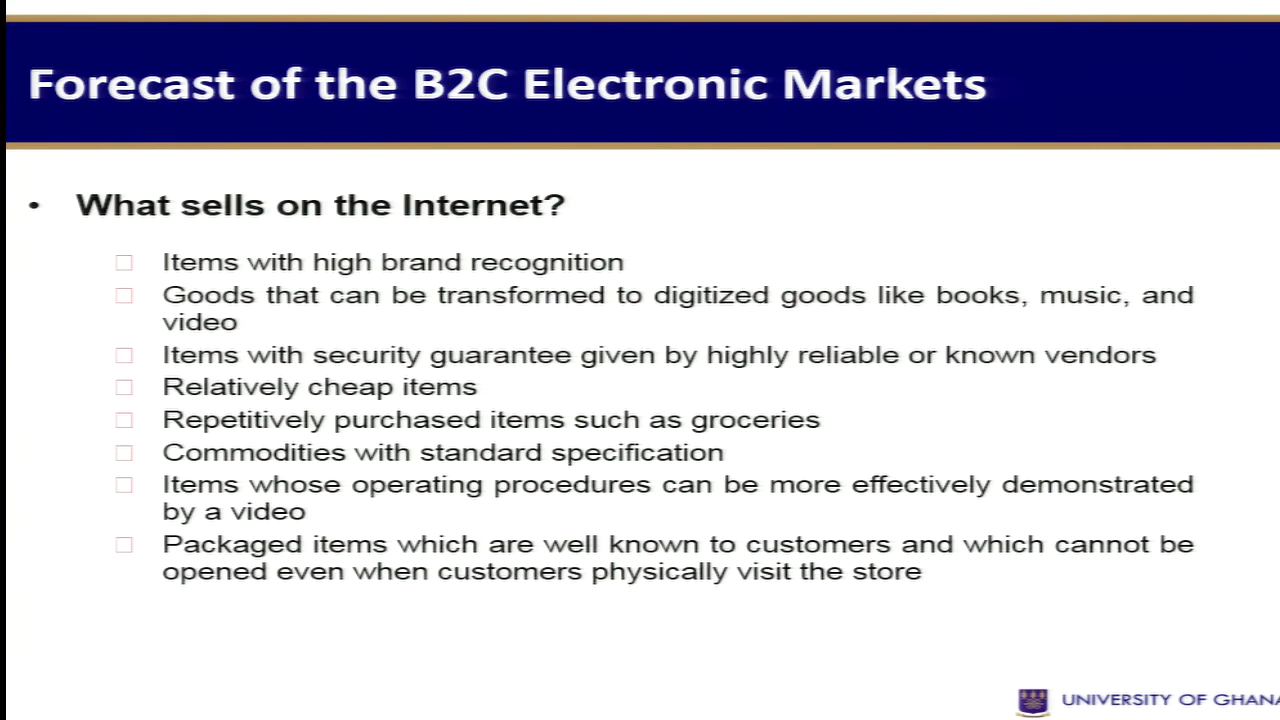 Forecast of the B2C Electronic Markets
• What sells on the Internet?
Items with high brand recognition
Goods that can be transformed to digitized goods like books, music, and
video
Items with security guarantee given by highly reliable or known vendors
Relatively cheap items
Repetitively purchased items such as groceries
Commodities with standard specification
Items whose operating procedures can be more effectively demonstrated
by a video
Packaged items which are well known to customers and which cannot be
opened even when customers physically visit the store
UNIVERSITY OF GHANA